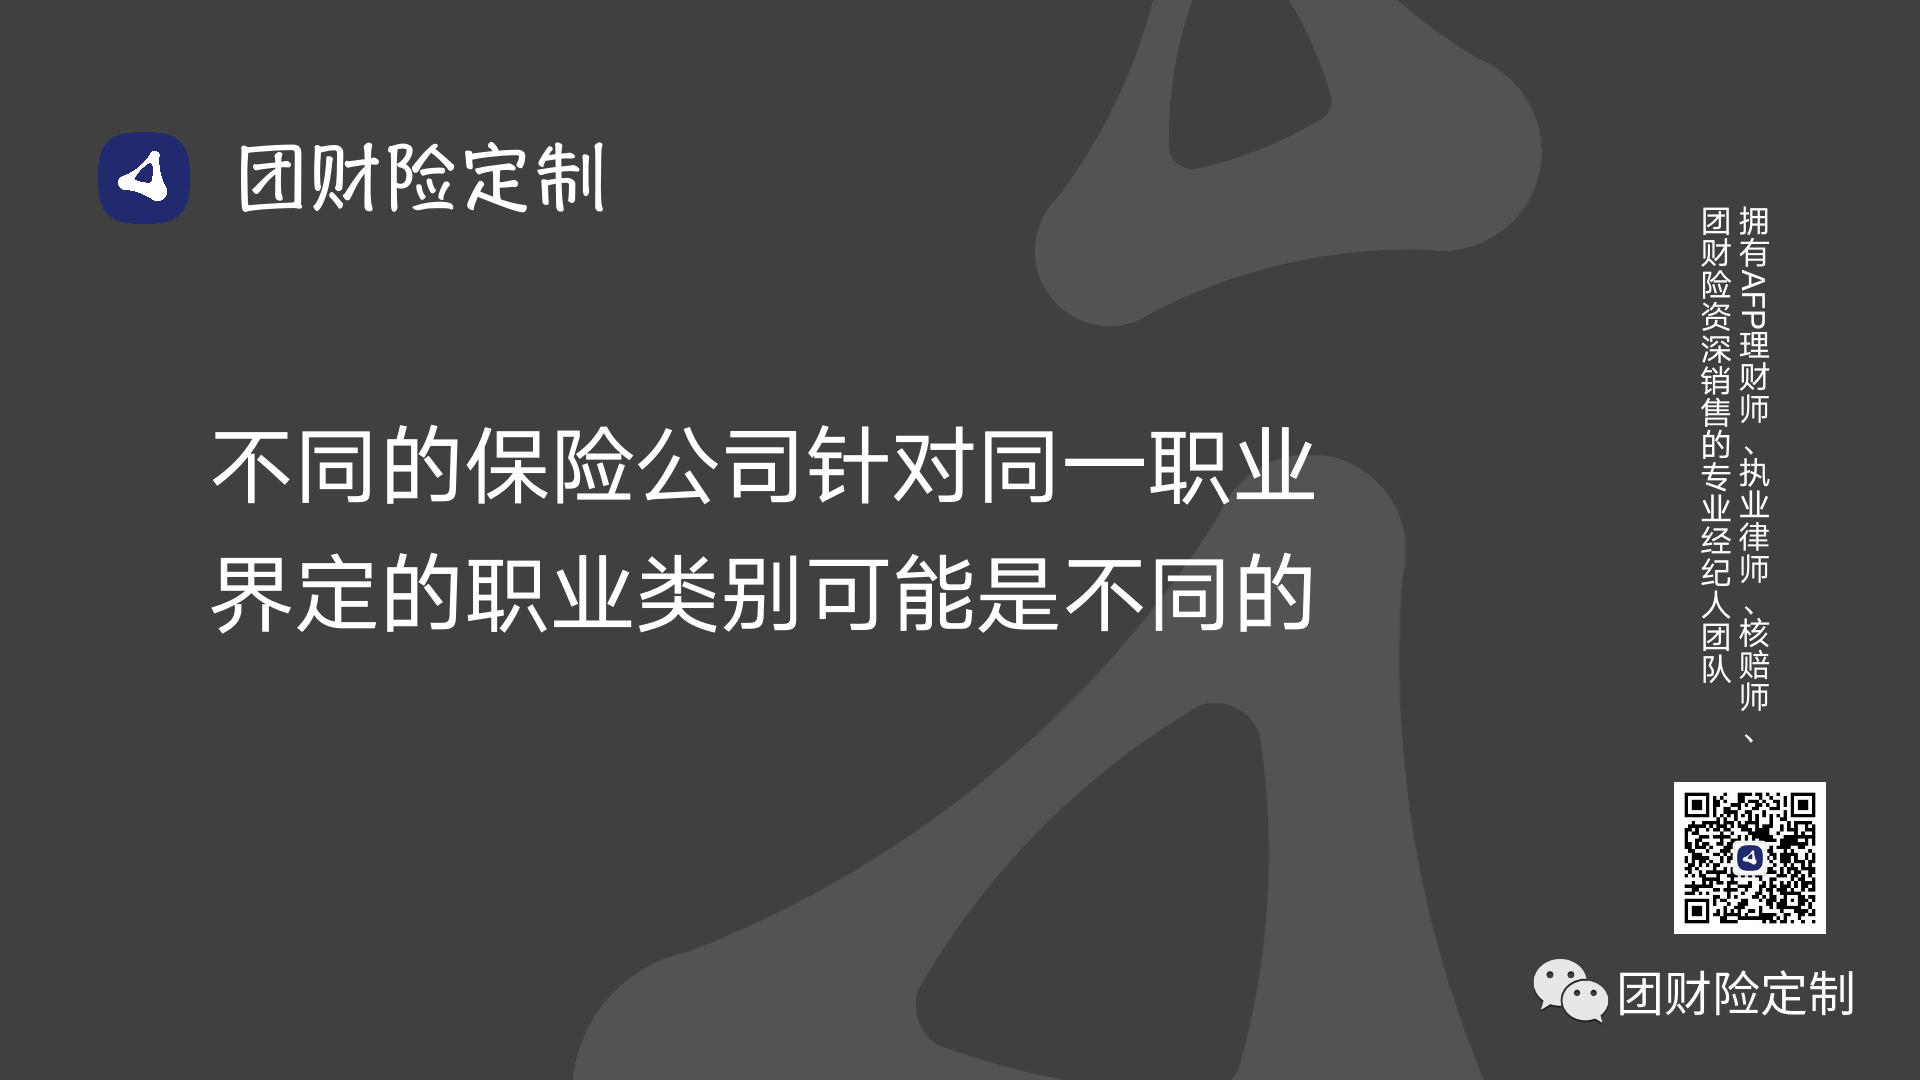 团财险定制
不同的保险公司针对同一职业
界定的职业类别可能是不同的
拥有AFP理财师、执业律师、核赔师、
团财险资深销售的专业经纪人团队
团财险定制